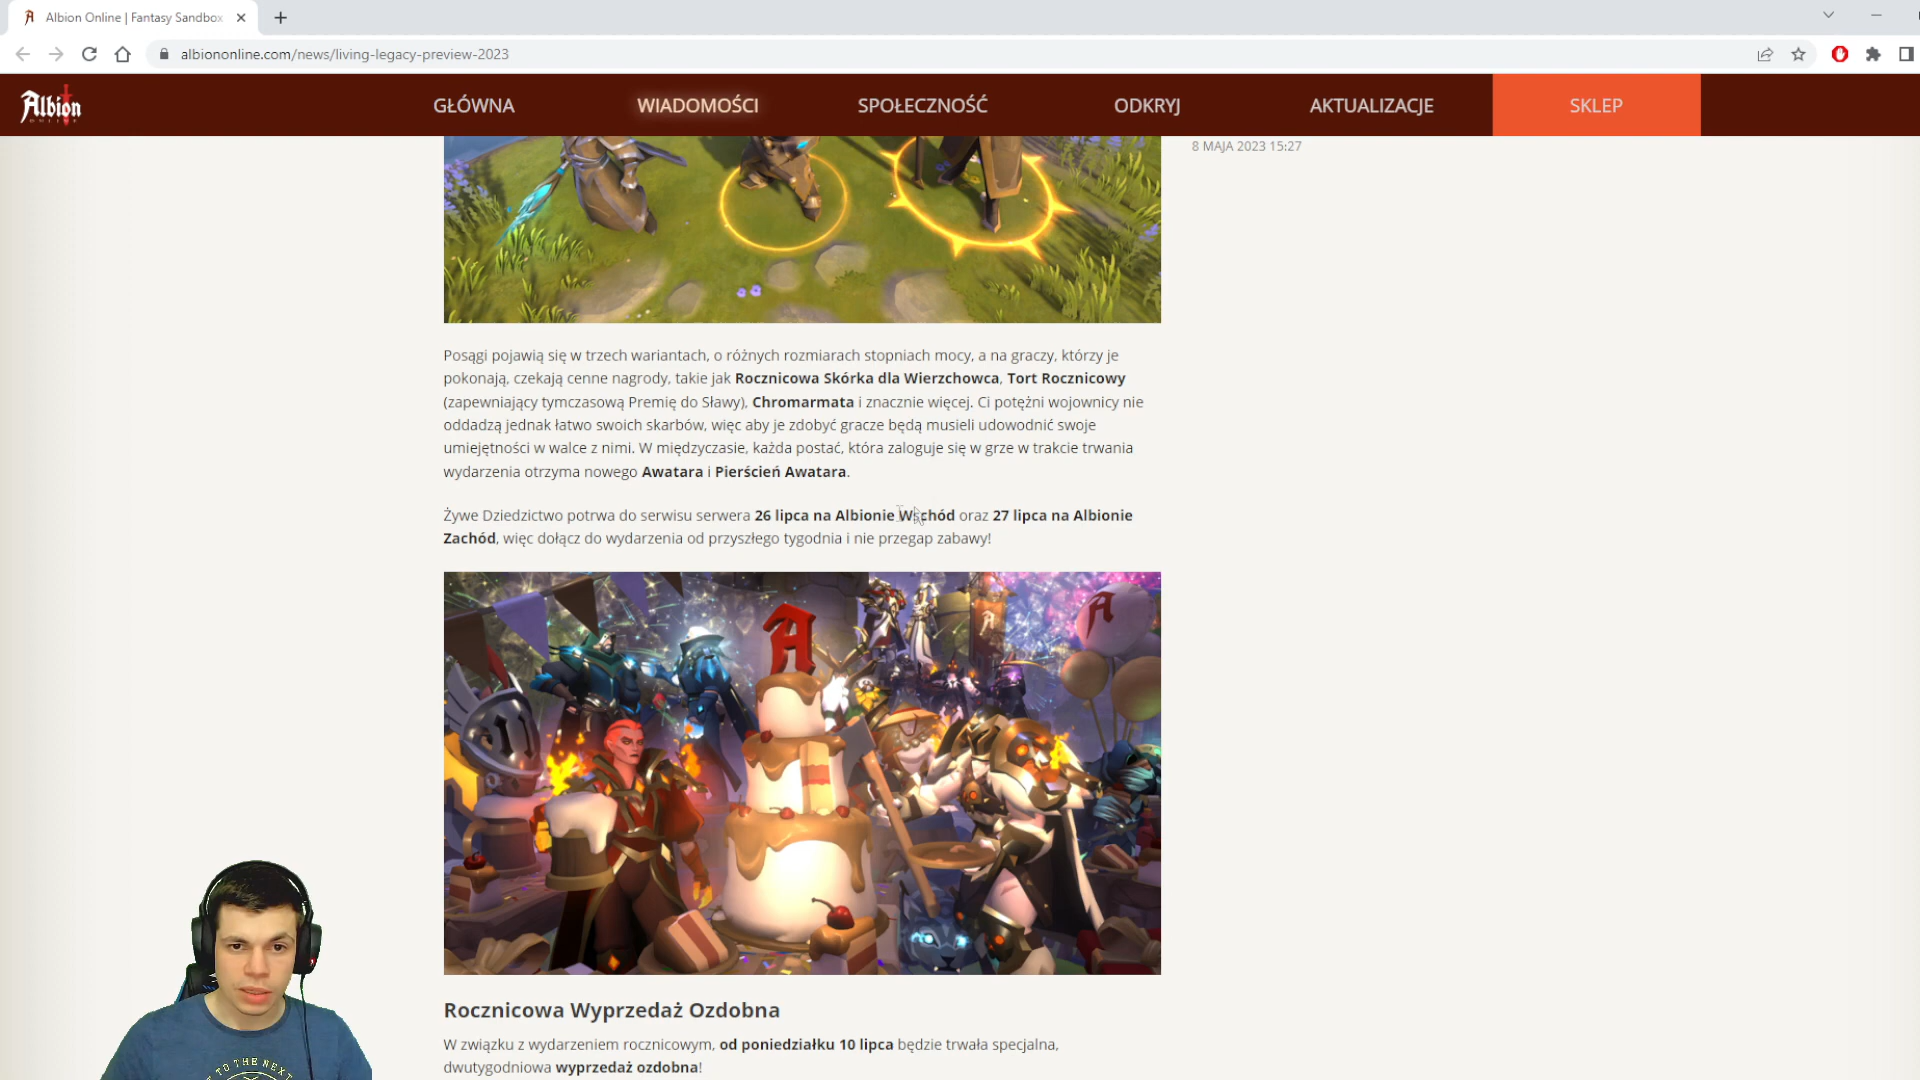 Albion Online | Fantasy Sandbox
albiononline.com/news/living-legacy-preview-2023
Albion
ONLINE
GŁÓWNA
WIADOMOŚCI
SPOŁECZNOŚĆ
ODKRYJ
AKTUALIZACJE
SKLEP
8 MAJA 2023 15:27
Posągi pojawią się w trzech wariantach, o różnych rozmiarach stopniach mocy, a na graczy, którzy je
pokonają, czekają cenne nagrody, takie jak Rocznicowa Skórka dla Wierzchowca, Tort Rocznicowy
(zapewniający tymczasową Premię do Sławy), Chromarmata i znacznie więcej. Ci potężni wojownicy nie
oddadzą jednak łatwo swoich skarbów, więc aby je zdobyć gracze będą musieli udowodnić swoje
umiejętności w walce z nimi. W międzyczasie, każda postać, która zaloguje się w grze w trakcie trwania
wydarzenia otrzyma nowego Awatara i Pierścień Awatara.
Żywe Dziedzictwo potrwa do serwisu serwera 26 lipca na Albionie Wschód oraz 27 lipca na Albionie
Zachód, więc dołącz do wydarzenia od przyszłego tygodnia i nie przegap zabawy!
A
A
Rocznicowa Wyprzedaż Ozdobna
W związku z wydarzeniem rocznicowym, od poniedziałku 10 lipca będzie trwała specjalna,
dwutygodniowa wyprzedaż ozdobna!
TO THE NEX